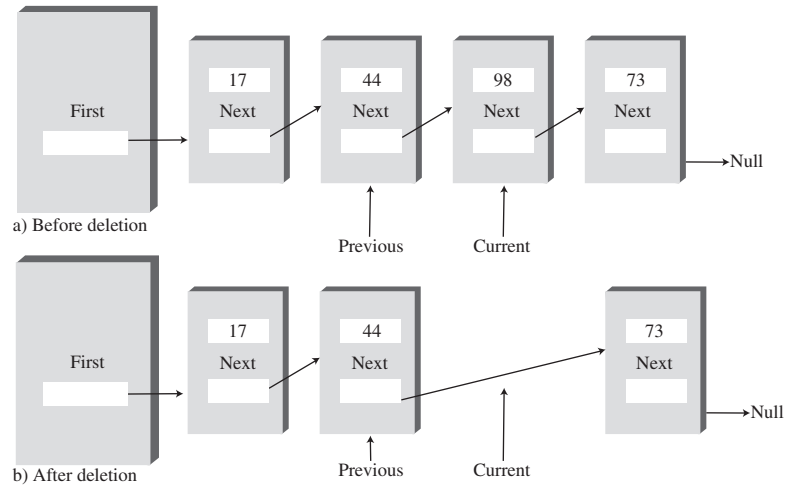 17 44 98 73
First Next Next Next Next
Null
a) Before deletion
Previous Current
17 44 73
First Next Next Next
Null
b) After deletion
Previous Current